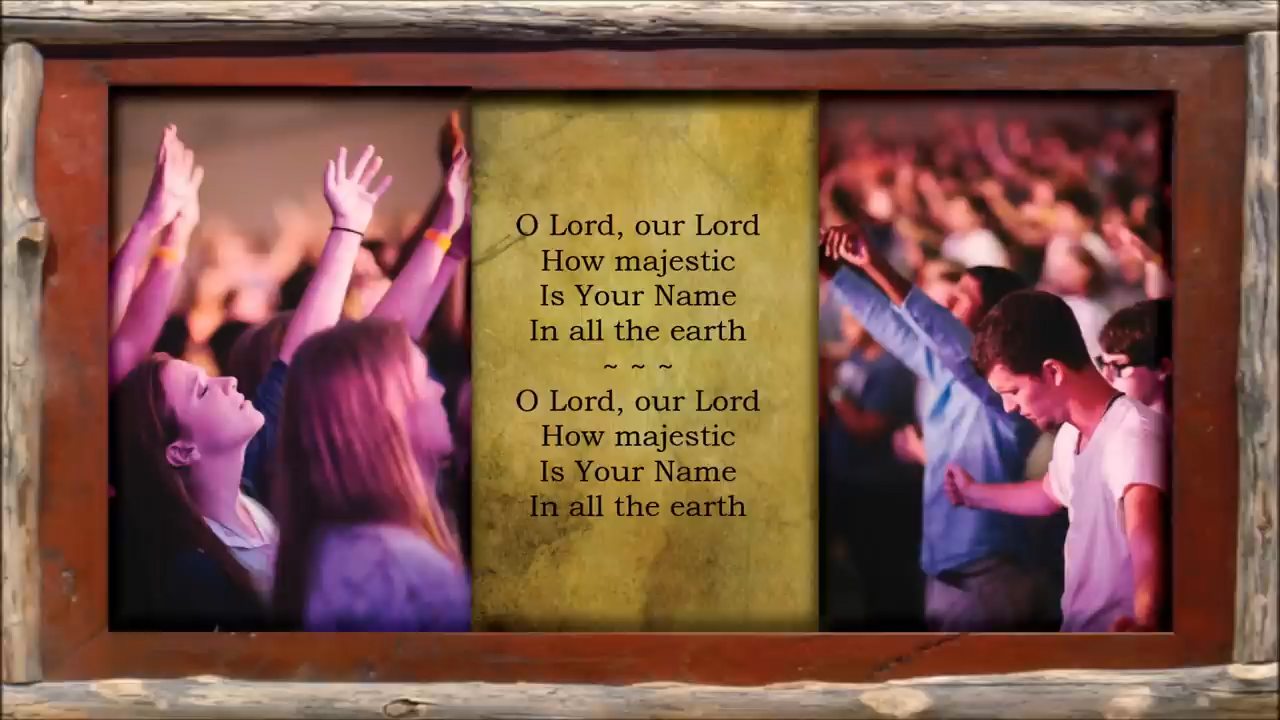 O Lord, our Lord
How majestic
Is Your Name
In all the earth
~ ~ ~
O Lord, our Lord
How majestic
Is Your Name
In all the earth